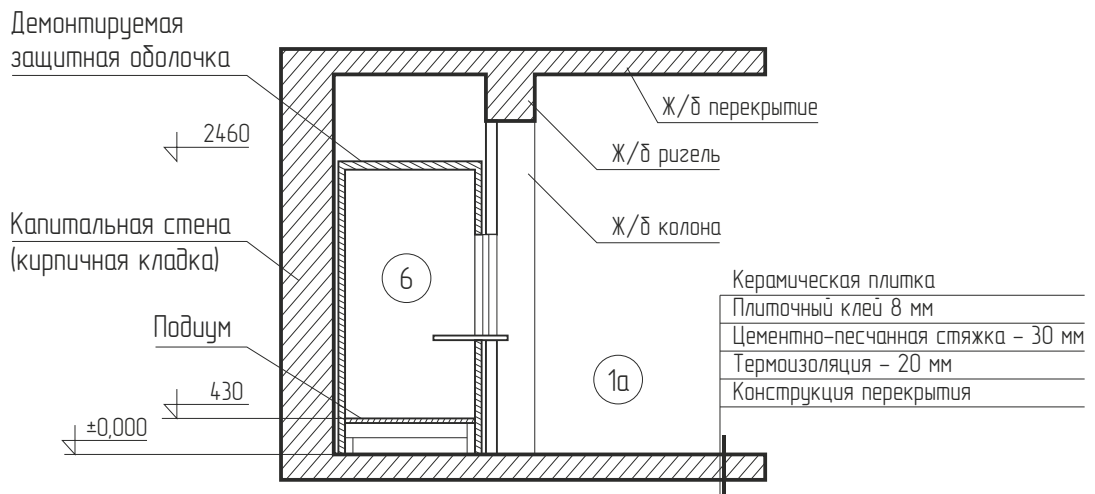 Демонтируемая
защитная оболочка
Ж/б перекрытие
2460
Ж/б ригель
Капитальная стена
(кирпичная кладка)
Ж/б колона
6
Керамическая плитка
Плиточный клей 8 мм
Подиум
Цементно-песчанная стяжка – 30 мм
Термоизоляция – 20 мм
1а
430
Конструкция перекрытия
±0,000